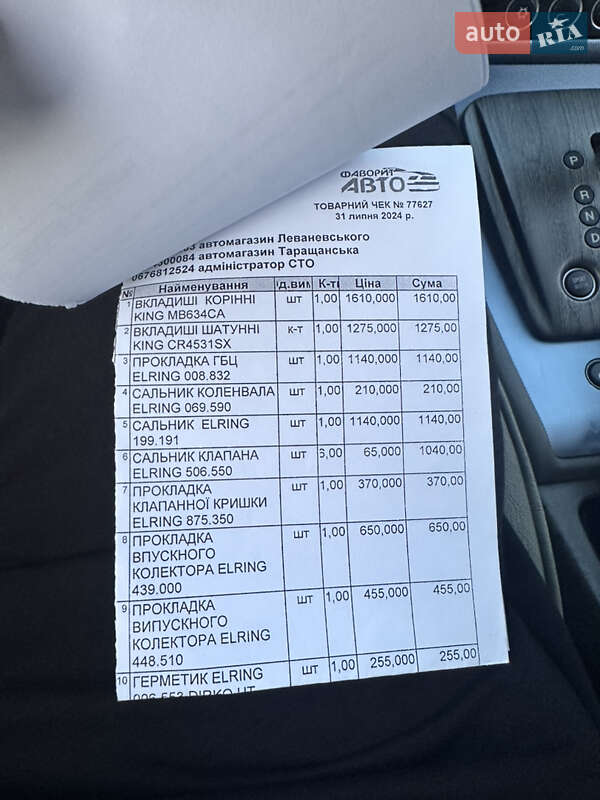 auto RIA
.com
ФАВОРИТ
АВТО
ТОВАРНИЙ ЧЕК № 77627
31 липня 2024 р.
автомагазин Леваневського
автомагазин Таращанська
0676812524 адміністратор СТО
№ Найменування К-ть Ціна Сума
1 ВКЛАДИШІ КОРІННІ шт 1,00 1610,000 1610,00
KING MB634CA
2 ВКЛАДИШІ ШАТУННІ к-т 1,00 1275,000 1275,00
KING CR4531SX
3 ПРОКЛАДКА ГБЦ шт 1,00 1140,000 1140,00
ELRING 008.832
4 САЛЬНИК КОЛЕНВАЛА шт 1,00 210,000 210,00
ELRING 069.590
5 САЛЬНИК ELRING шт 1,00 1140,000 1140,00
199.191
6 САЛЬНИК КЛАПАНА шт 6,00 65,000 1040,00
ELRING 506.550
7 ПРОКЛАДКА шт 1,00 370,000 370,00
КЛАПАННОЇ КРИШКИ
ELRING 875.350
8 ПРОКЛАДКА шт 1,00 650,000 650,00
ВПУСКНОГО
КОЛЕКТОРА ELRING
439.000
9 ПРОКЛАДКА шт 1,00 455,000 455,00
ВИПУСКНОГО
КОЛЕКТОРА ELRING
448.510
10 ГЕРМЕТИК ELRING шт 1,00 255,000 255,00
P
R
N
D